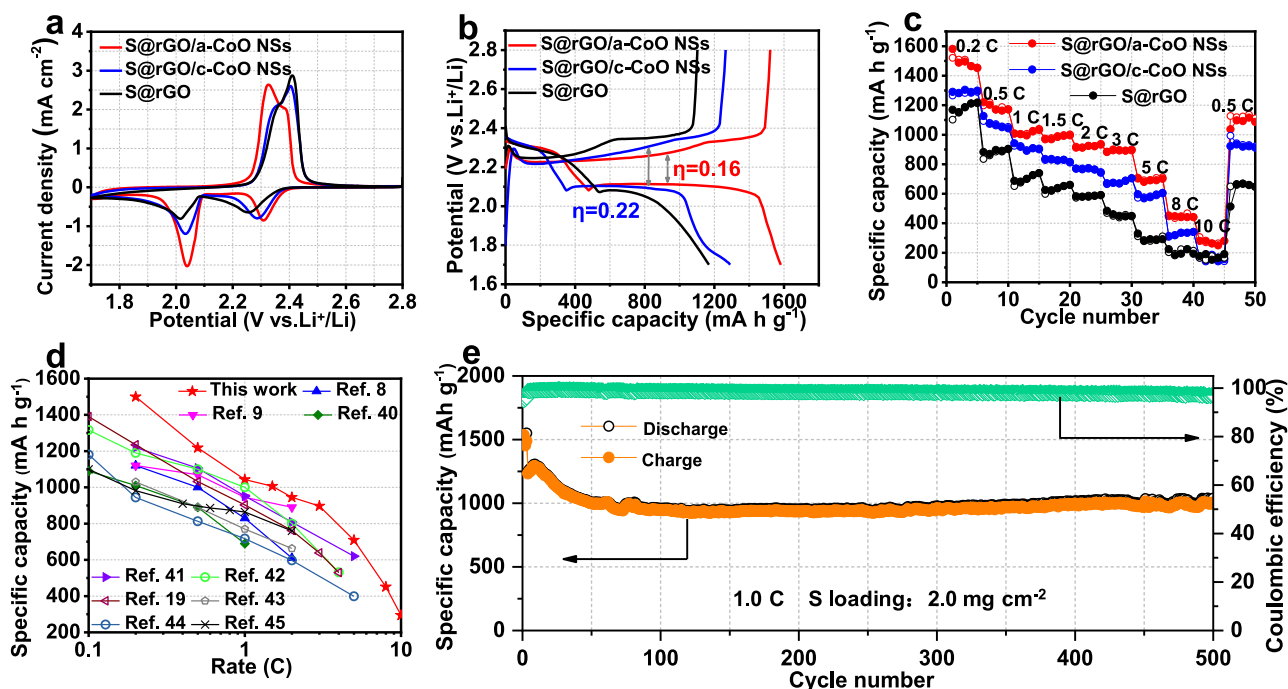 a
S@rGO/a-CoO NSs
S@rGO/c-CoO NSs
S@rGO
Current density (mA cm⁻²)
4
3
2
1
0
-1
-2
2.0 2.2 2.4 2.6 2.8
Potential (V vs.Li⁺/Li)
b
S@rGO/a-CoO NSs
S@rGO/c-CoO NSs
S@rGO
η=0.16
η=0.22
Potential (V vs.Li⁺/Li)
2.8
2.6
2.4
2.2
2.0
1.8
1.6
0 400 800 1200 1600
Specific capacity (mA h g⁻¹)
c
S@rGO/a-CoO NSs
S@rGO/c-CoO NSs
S@rGO
0.2 C
0.5 C
1 C
1.5 C
2 C
3 C
5 C
8 C
10 C
0.5 C
Specific capacity (mA h g⁻¹)
1600
1400
1200
1000
800
600
400
200
0
0 10 20 30 40 50
Cycle number
d
This work
Ref. 8
Ref. 9
Ref. 40
Ref. 41
Ref. 42
Ref. 19
Ref. 43
Ref. 44
Ref. 45
Specific capacity (mA h g⁻¹)
1600
1400
1200
1000
800
600
400
200
0.1 1 10
Rate (C)
e
Discharge
Charge
1.0 C S loading：2.0 mg cm⁻²
Specific capacity (mAh g⁻¹)
2000
1500
1000
500
0
0 100 200 300 400 500
Cycle number
100
80
60
40
20
0
Coulombic efficiency (%)